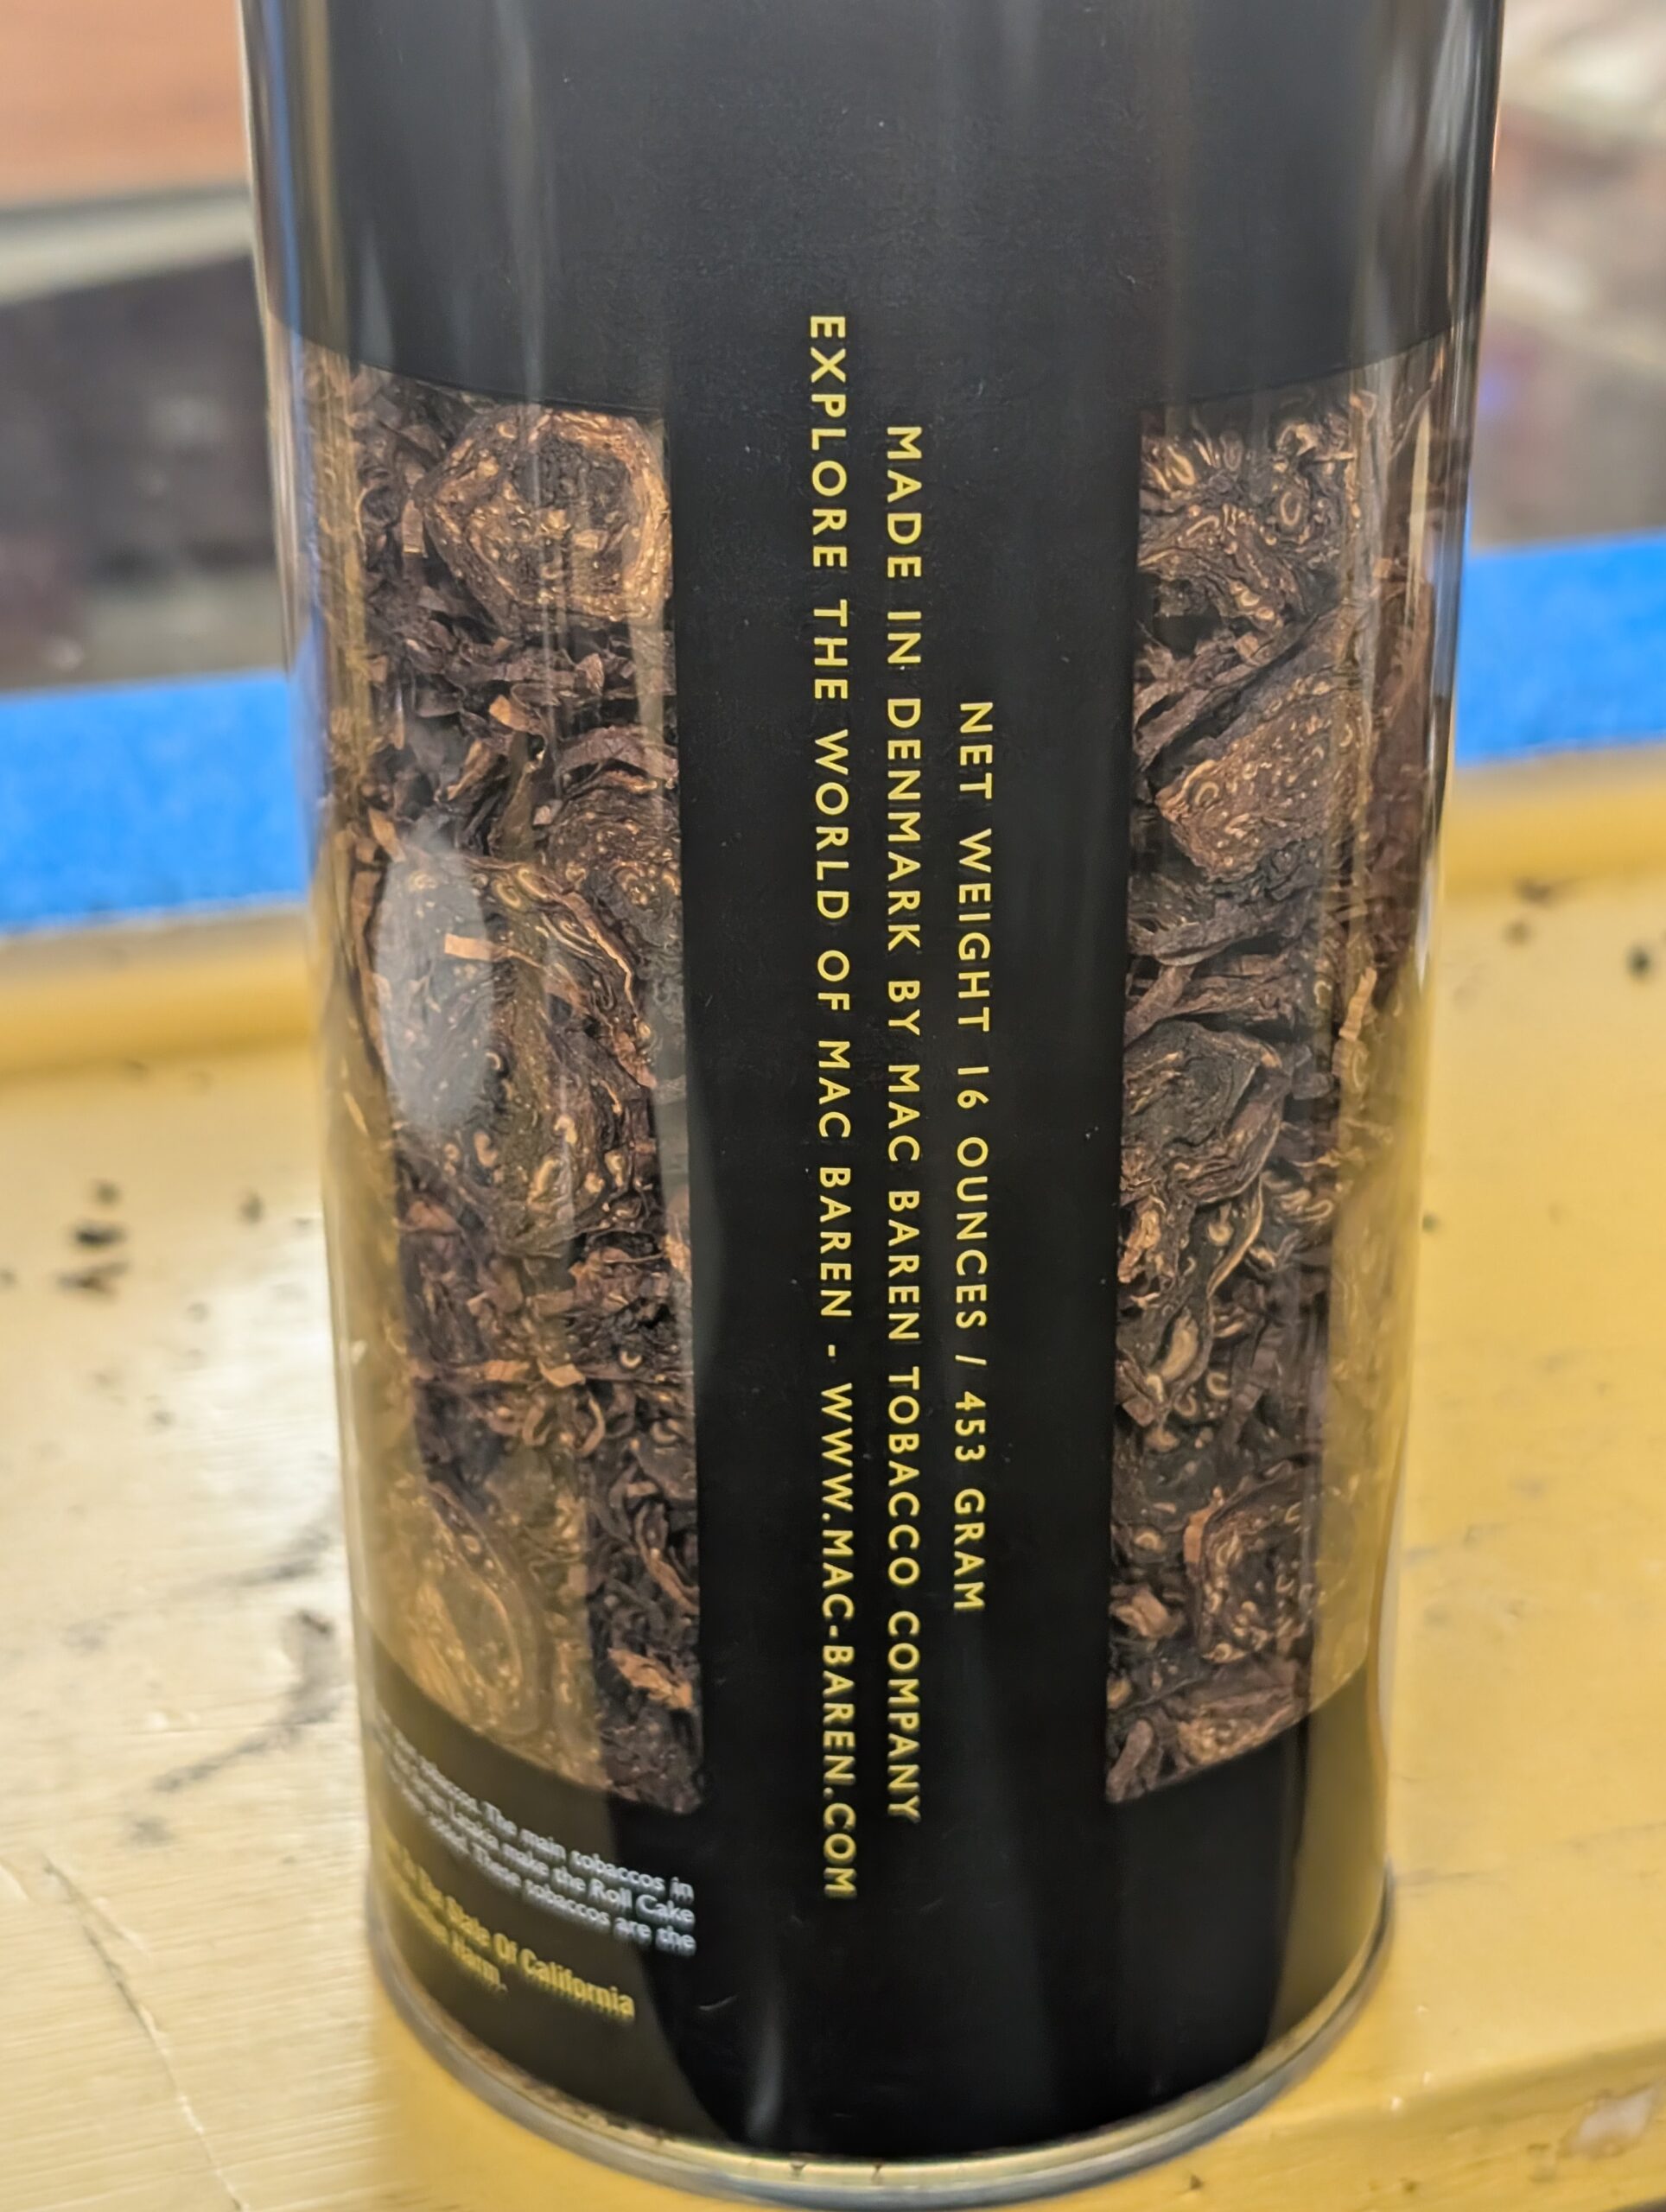 NET WEIGHT 16 OUNCES / 453 GRAM
MADE IN DENMARK BY MAC BAREN TOBACCO COMPANY
EXPLORE THE WORLD OF MAC BAREN - WWW.MAC-BAREN.COM
The main tobaccos in
make the Roll Cake
These tobaccos are the
State Of California
Harm.